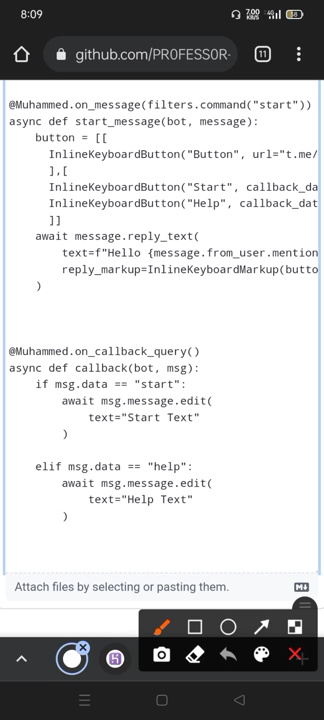 8:09
7.00
KB/S
github.com/PR0FESS0R-
11
@Muhammed.on_message(filters.command("start"))
async def start_message(bot, message):
button = [[
InlineKeyboardButton("Button", url="t.me/
],[
InlineKeyboardButton("Start", callback_da
InlineKeyboardButton("Help", callback_dat
]]
await message.reply_text(
text=f"Hello {message.from_user.mention
reply_markup=InlineKeyboardMarkup(butto
)
@Muhammed.on_callback_query()
async def callback(bot, msg):
if msg.data == "start":
await msg.message.edit(
text="Start Text"
)
elif msg.data == "help":
await msg.message.edit(
text="Help Text"
)
Attach files by selecting or pasting them.